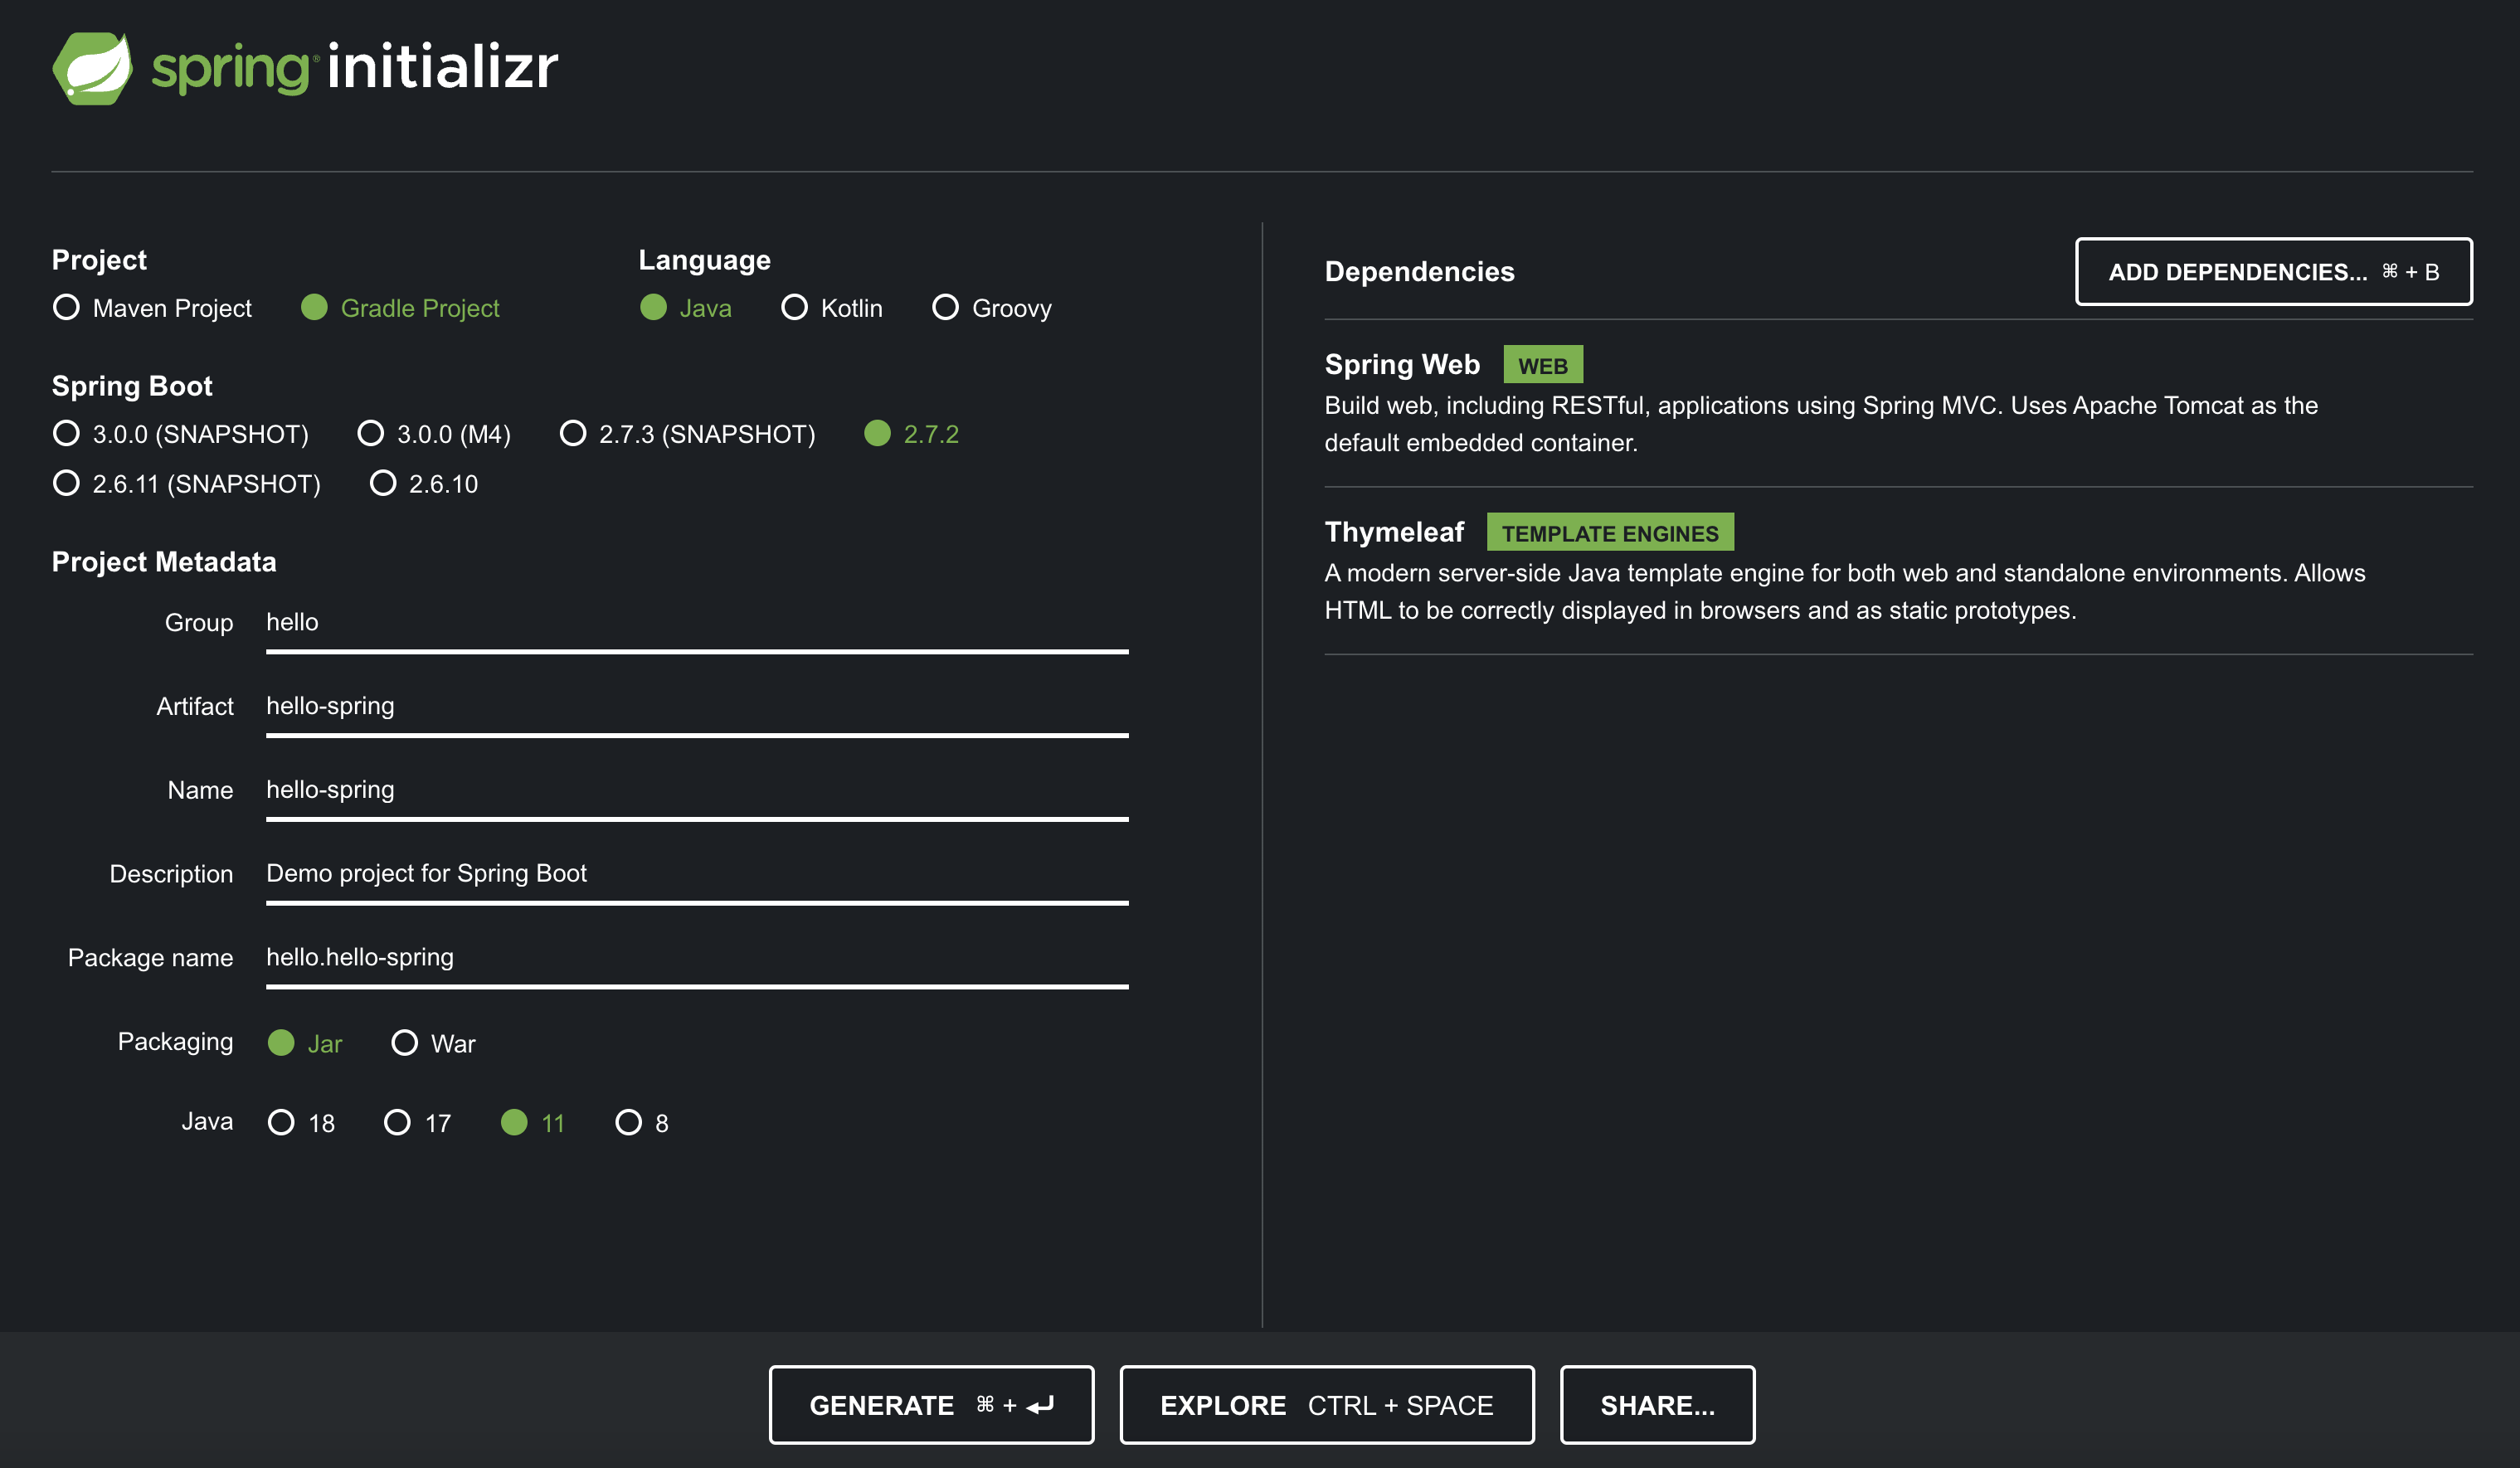 spring® initializr
Project
Maven Project Gradle Project
Language
Java Kotlin Groovy
Spring Boot
3.0.0 (SNAPSHOT) 3.0.0 (M4) 2.7.3 (SNAPSHOT) 2.7.2
2.6.11 (SNAPSHOT) 2.6.10
Project Metadata
Group hello
Artifact hello-spring
Name hello-spring
Description Demo project for Spring Boot
Package name hello.hello-spring
Packaging Jar War
Java 18 17 11 8
Dependencies
ADD DEPENDENCIES... ⌘ + B
Spring Web WEB
Build web, including RESTful, applications using Spring MVC. Uses Apache Tomcat as the
default embedded container.
Thymeleaf TEMPLATE ENGINES
A modern server-side Java template engine for both web and standalone environments. Allows
HTML to be correctly displayed in browsers and as static prototypes.
GENERATE ⌘ + ⏎
EXPLORE CTRL + SPACE
SHARE...